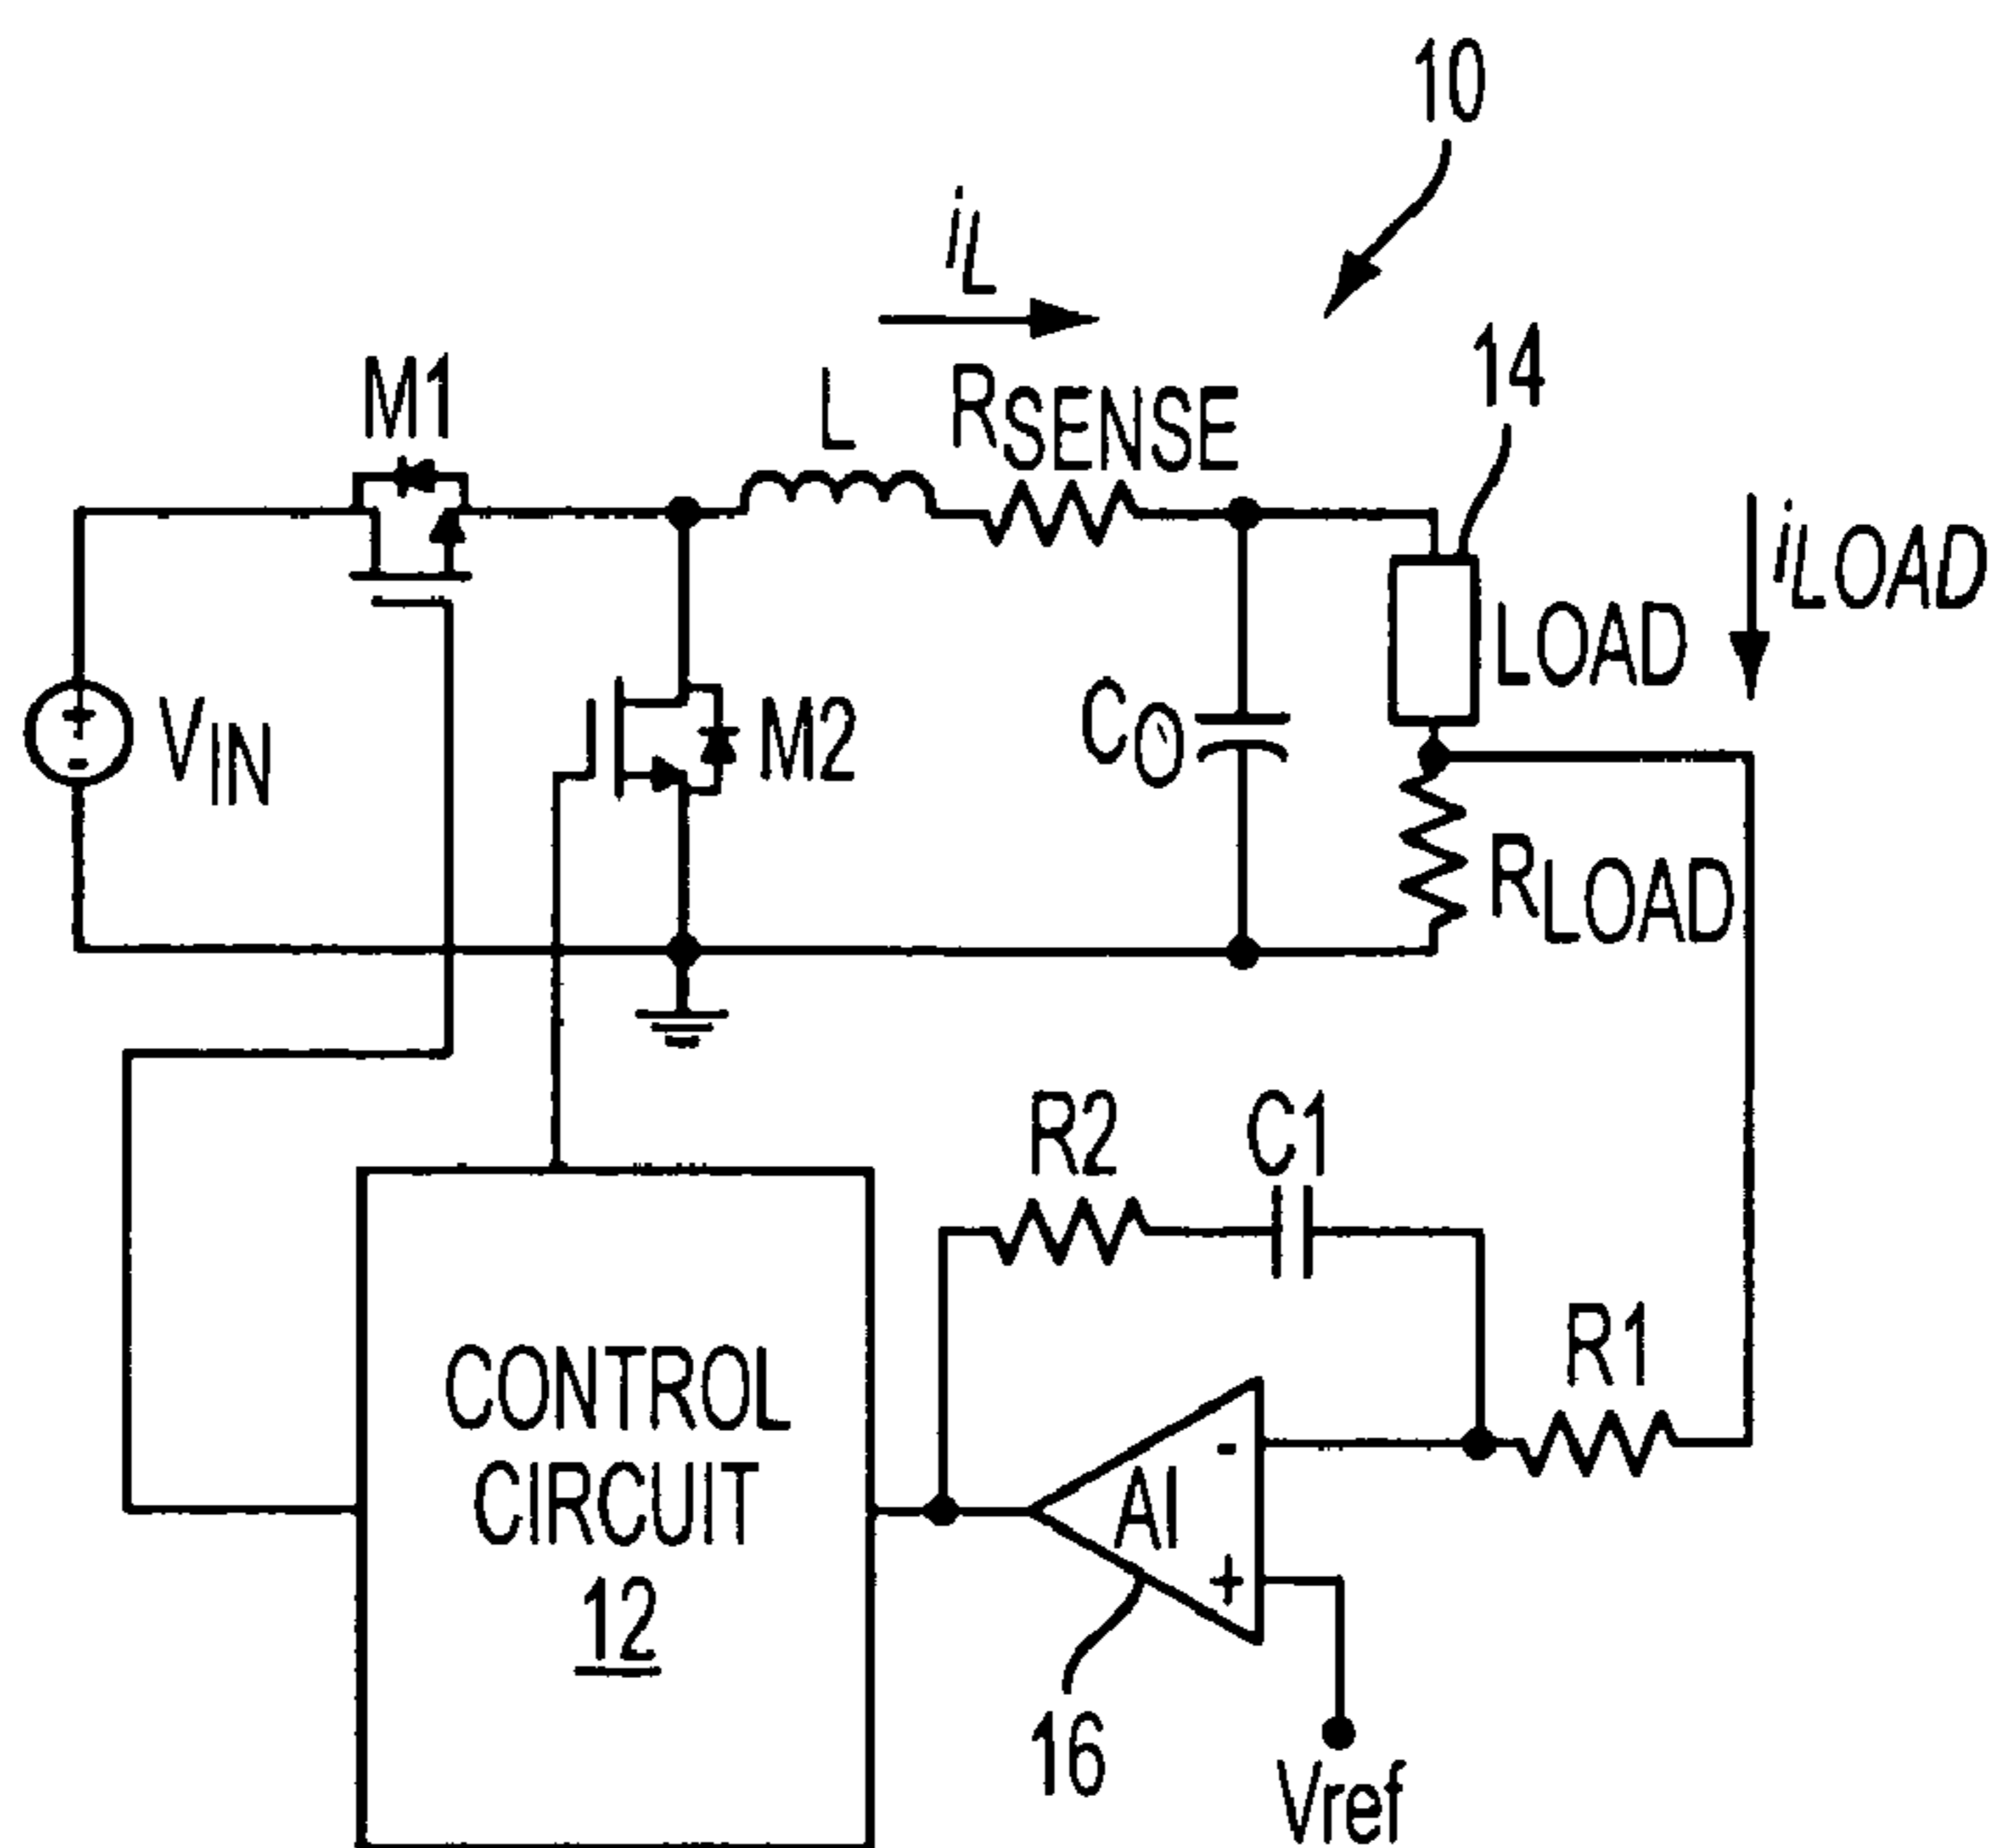 10
iL
14
M1
L
RSENSE
iLOAD
LOAD
+
-
VIN
M2
CO
RLOAD
R2
C1
R1
CONTROL
CIRCUIT
12
-
AI
+
16
Vref